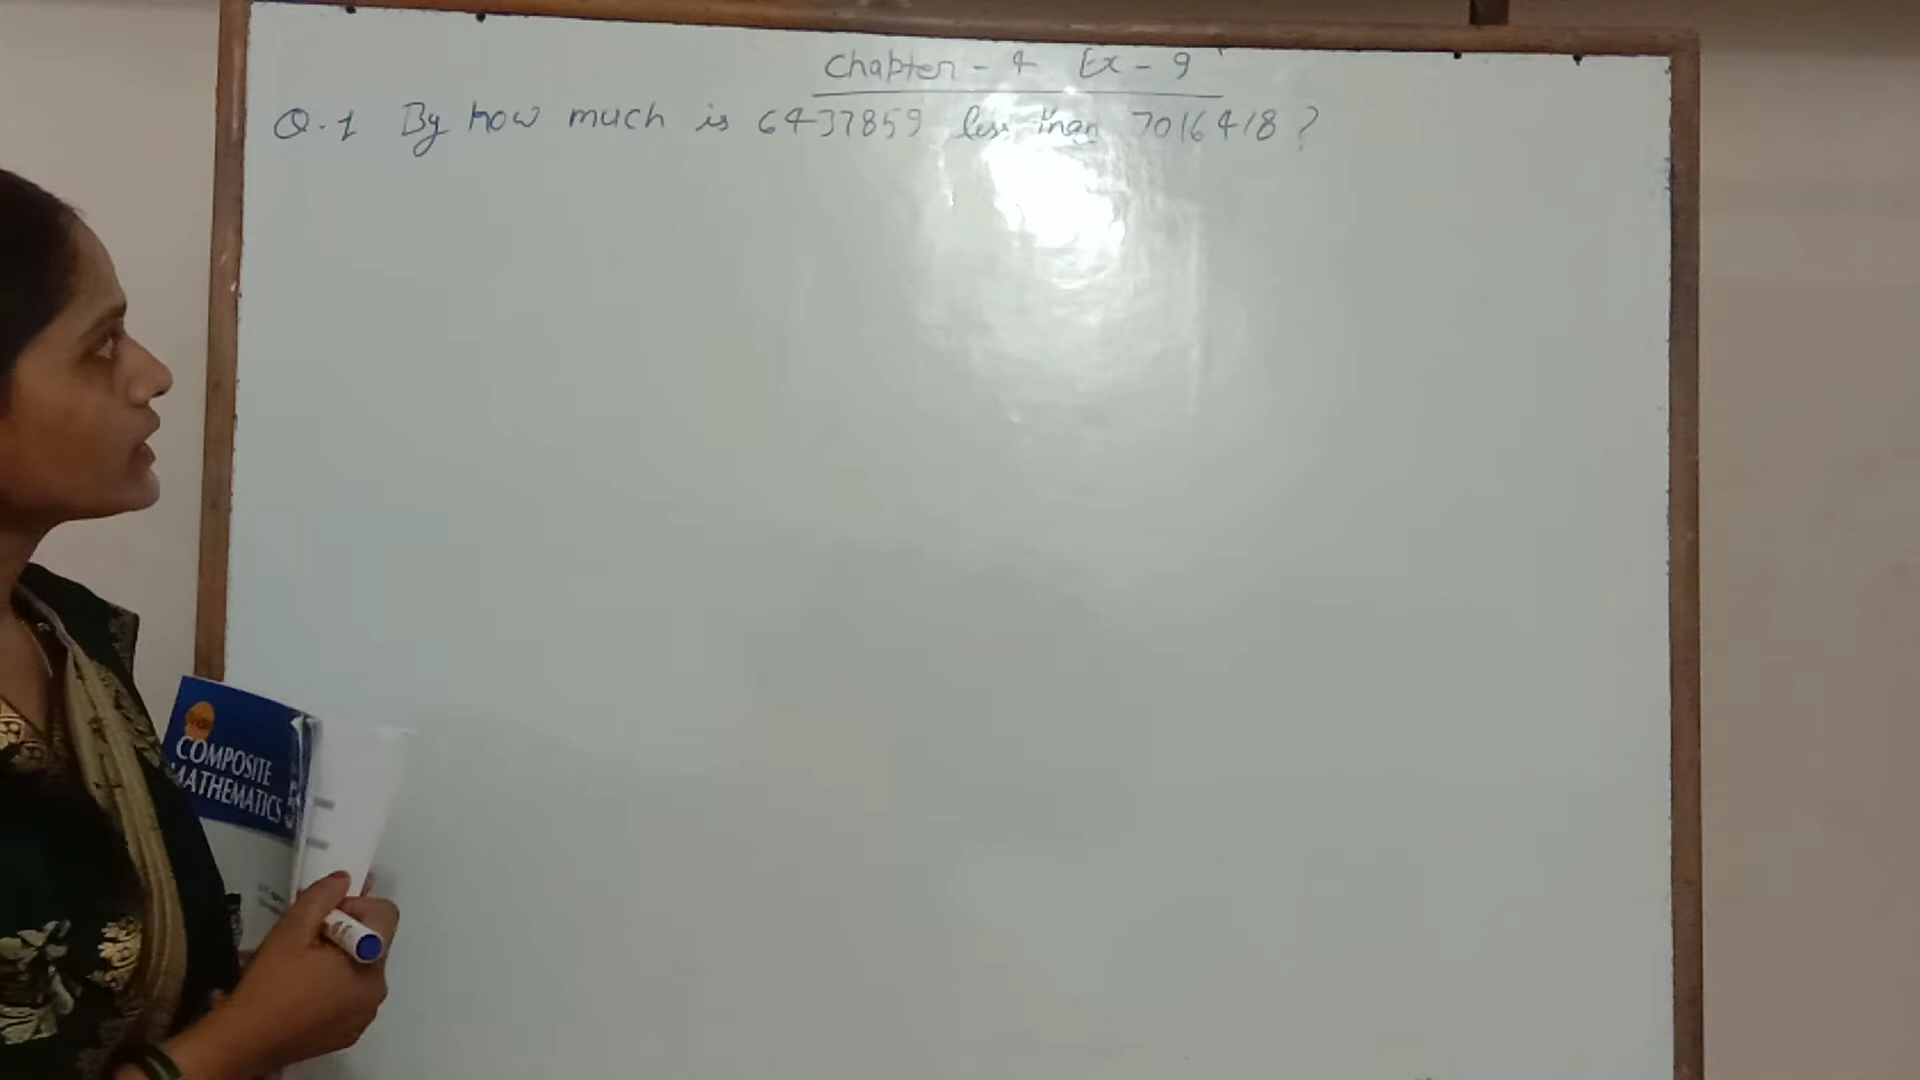 Chapter - 4 Ex - 9
Q.1 By how much is 6437859 less than 7016418?
COMPOSITE
MATHEMATICS